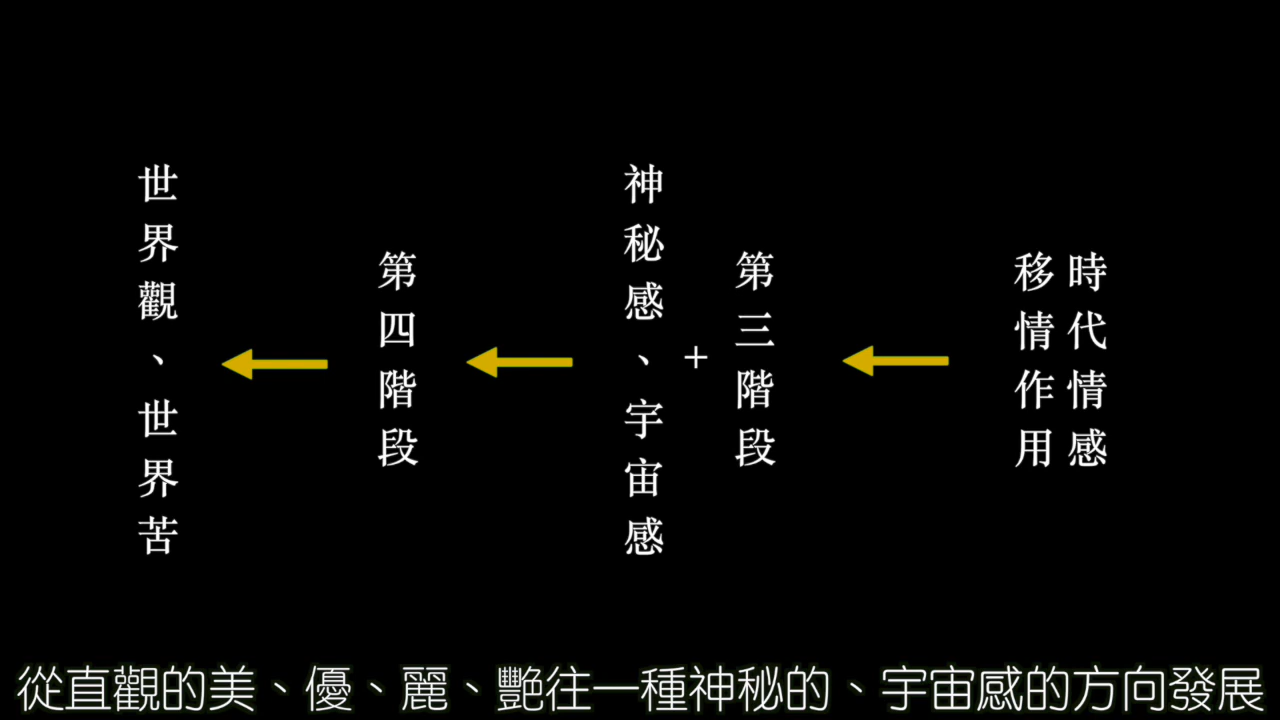 時代情感
移情作用
第三階段
+
神秘感、宇宙感
第四階段
世界觀、世界苦
從直觀的美、優、麗、艷往一種神秘的、宇宙感的方向發展